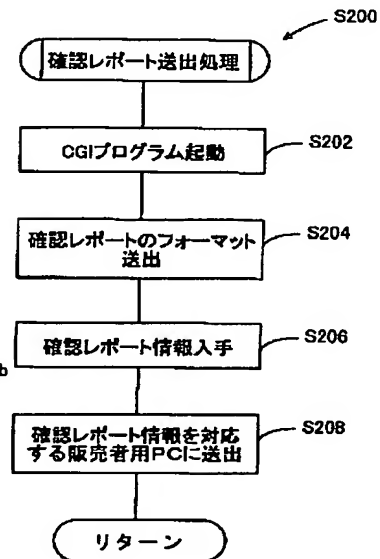 S200
確認レポート送出処理
CGIプログラム起動
S202
確認レポートのフォーマット
送出
S204
b
確認レポート情報入手
S206
確認レポート情報を対応
する販売者用PCに送出
S208
リターン